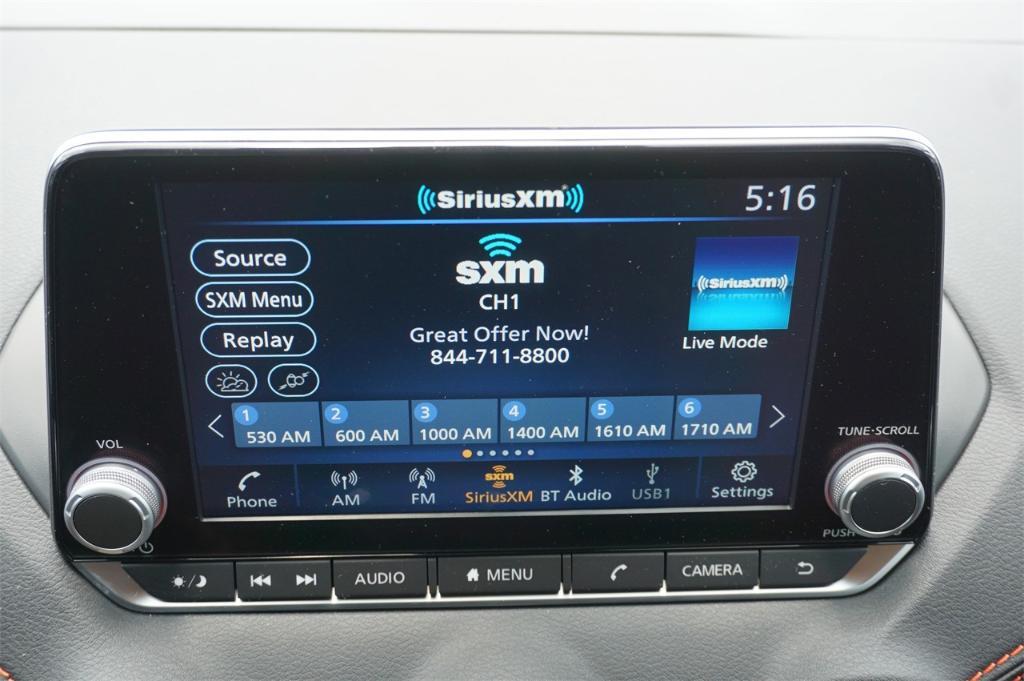 SiriusXM
5:16
Source
SXM Menu
Replay
sxm
CH1
Great Offer Now!
844-711-8800
SiriusXM
Live Mode
1 530 AM
2 600 AM
3 1000 AM
4 1400 AM
5 1610 AM
6 1710 AM
Phone
AM
FM
sxm
SiriusXM
BT Audio
USB1
Settings
VOL
TUNE·SCROLL
PUSH
AUDIO
MENU
CAMERA